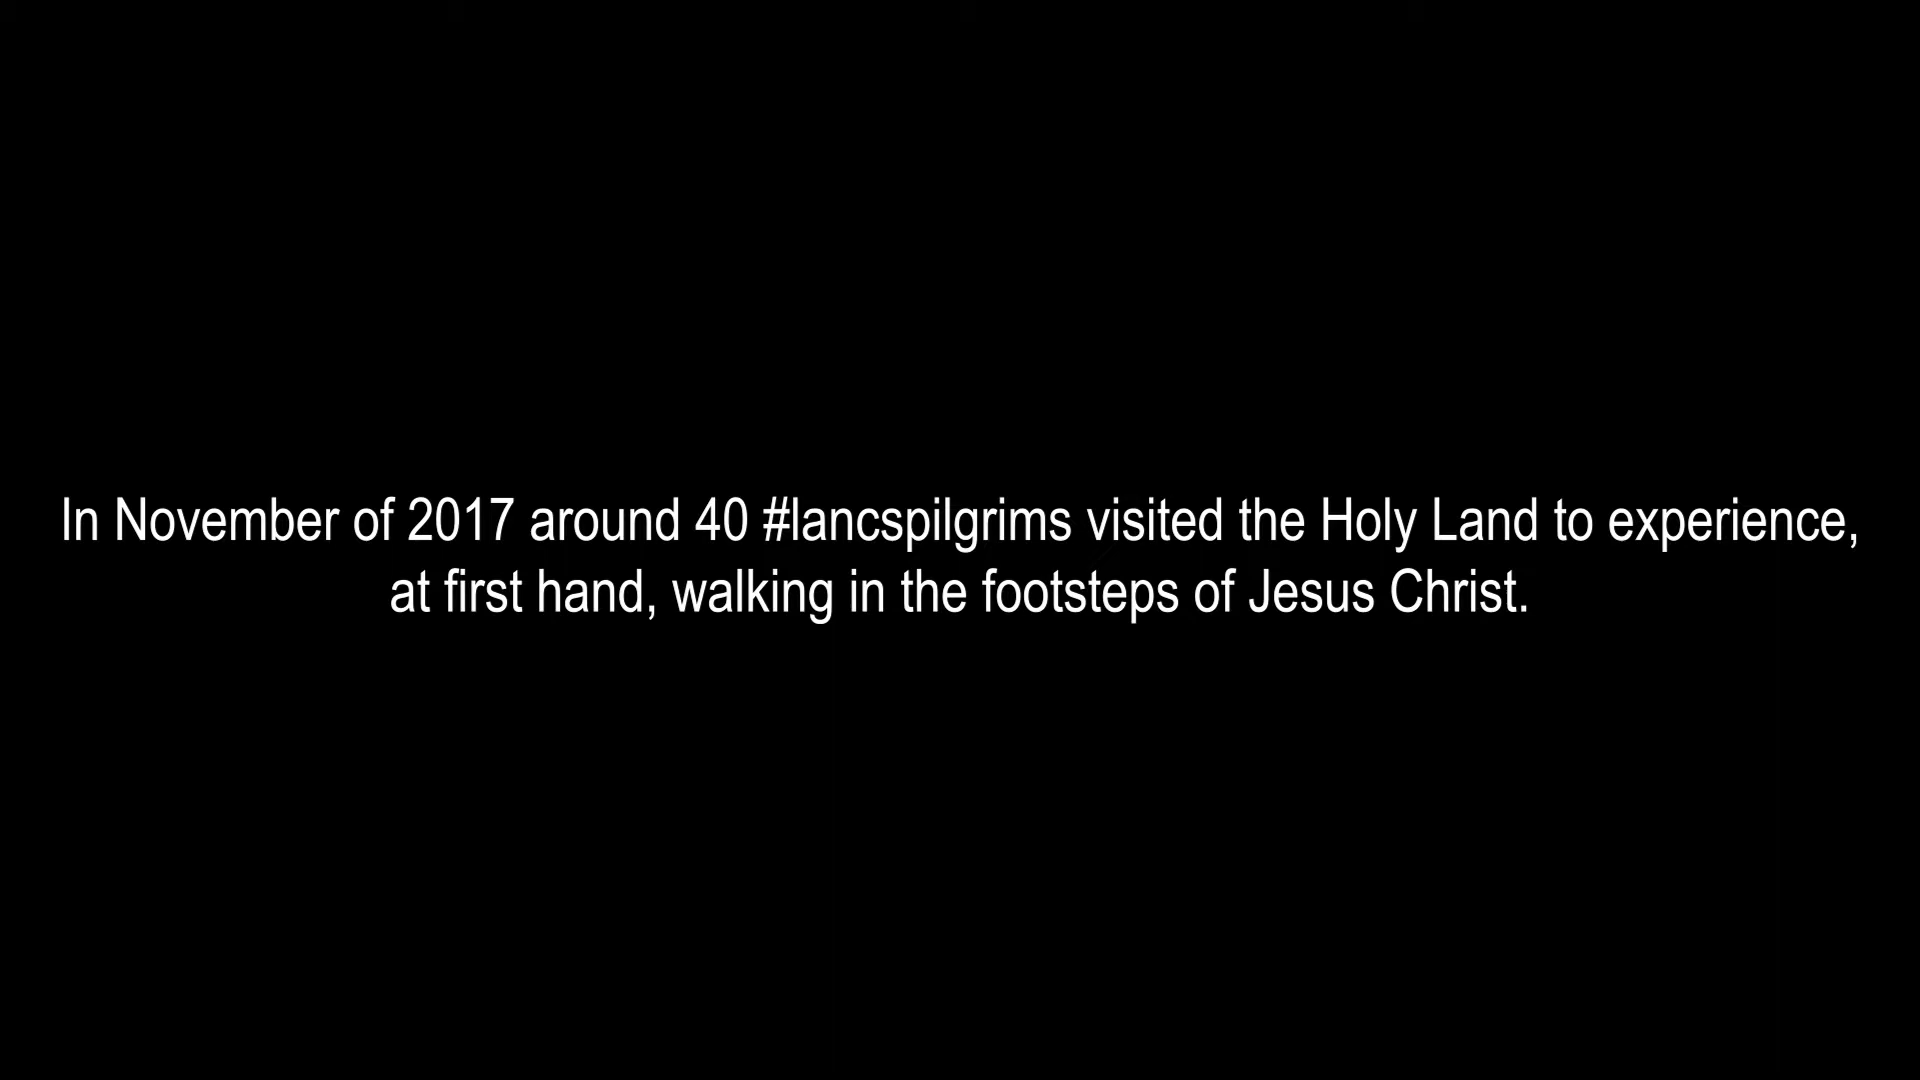 In November of 2017 around 40 #lancspilgrims visited the Holy Land to experience,
at first hand, walking in the footsteps of Jesus Christ.